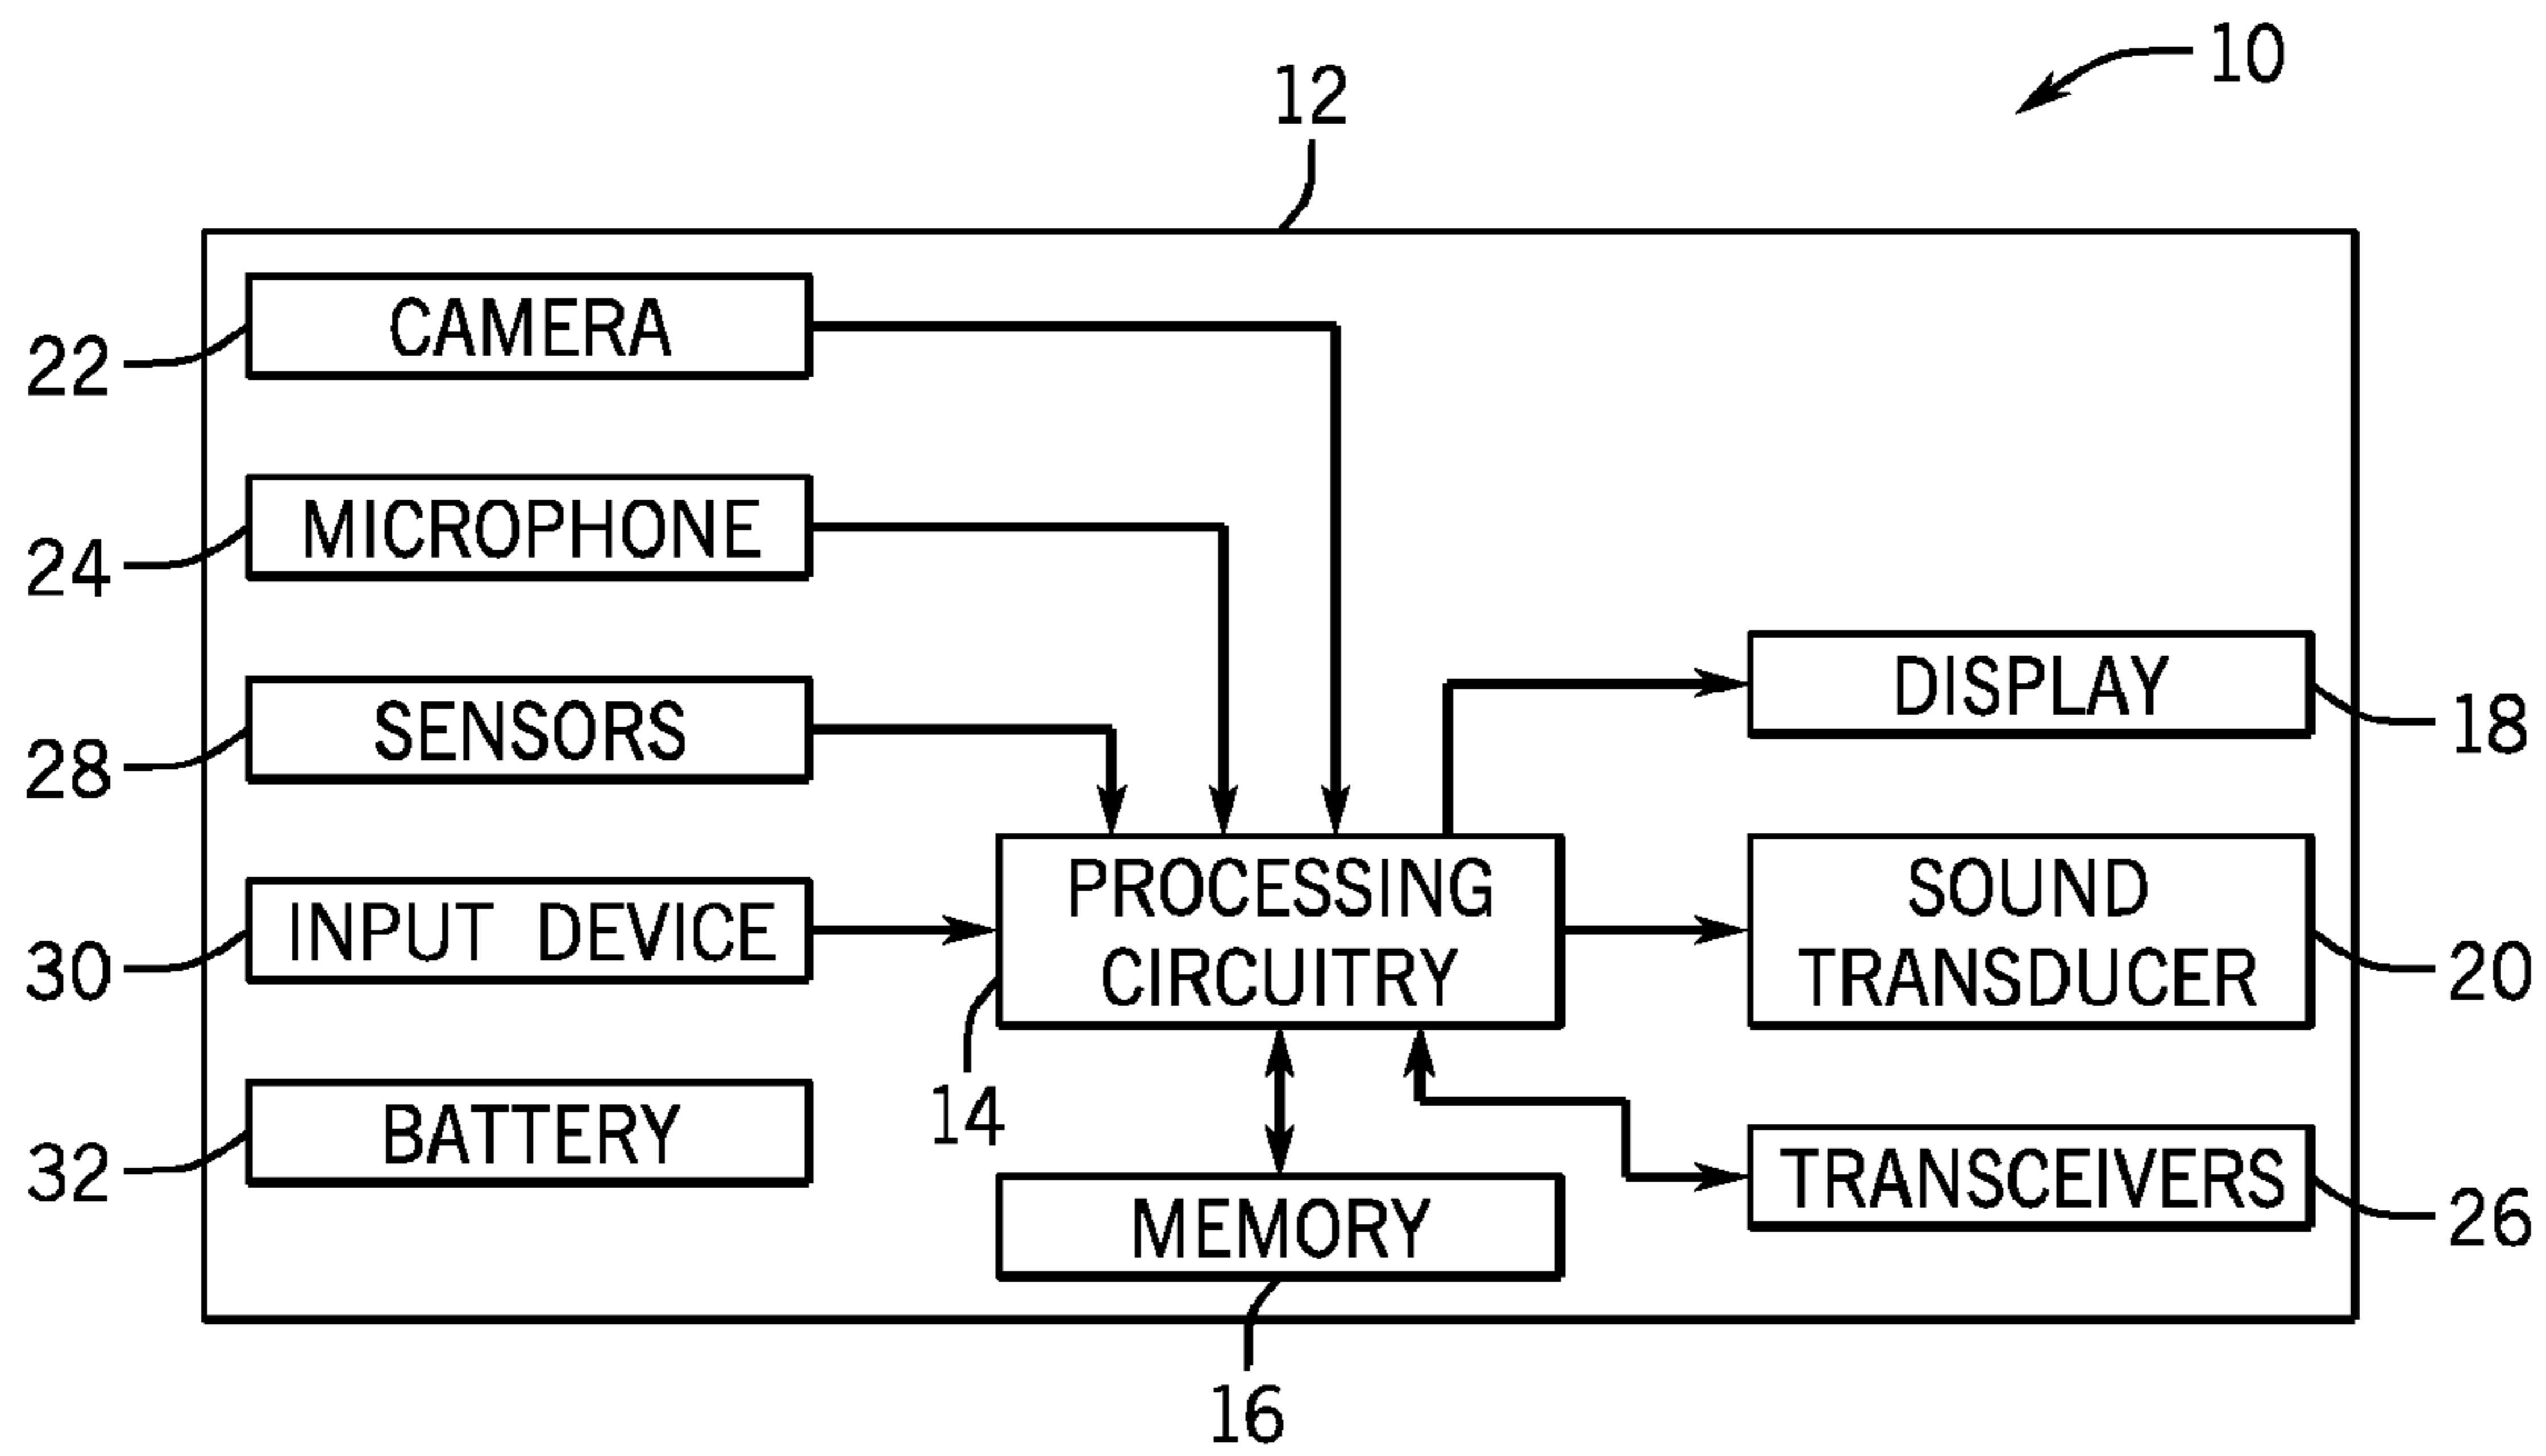 10
12
CAMERA
22
MICROPHONE
24
SENSORS
28
DISPLAY
18
INPUT DEVICE
30
PROCESSING
CIRCUITRY
14
SOUND
TRANSDUCER
20
BATTERY
32
MEMORY
16
TRANSCEIVERS
26